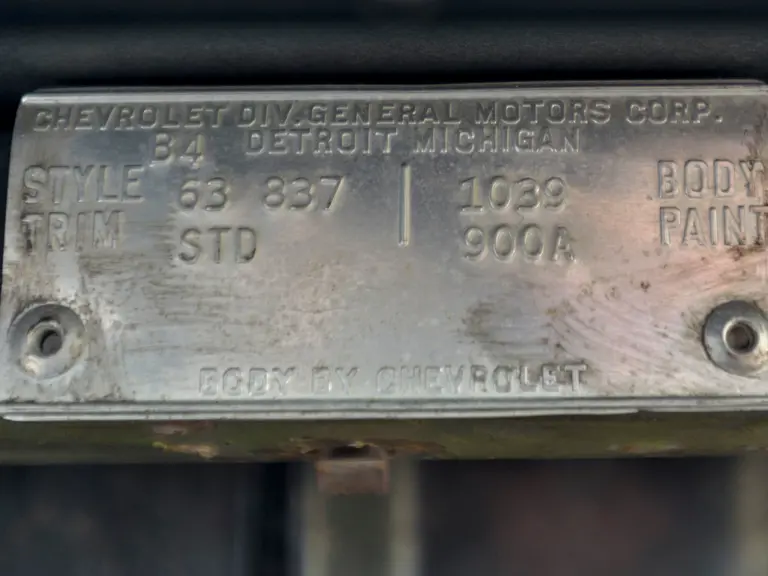 CHEVROLET DIV. GENERAL MOTORS CORP.
B4 DETROIT MICHIGAN
STYLE 63 837 | 1039 BODY
TRIM STD 900A PAINT
BODY BY CHEVROLET